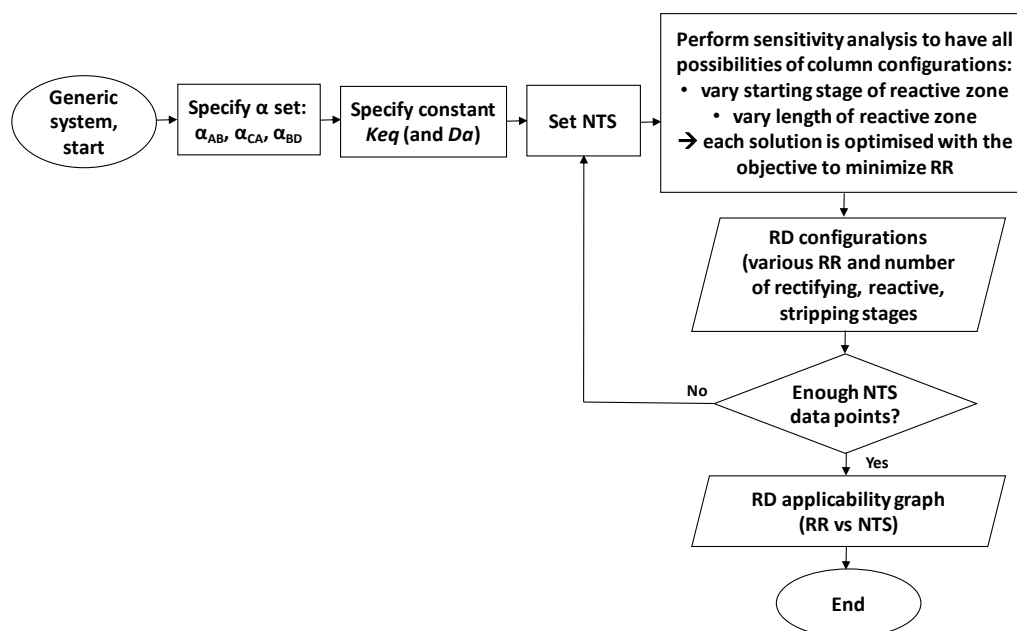 Generic
system,
start
Specify α set:
αAB, αCA, αBD
Specify constant
Keq (and Da)
Set NTS
Perform sensitivity analysis to have all
possibilities of column configurations:
• vary starting stage of reactive zone
• vary length of reactive zone
→ each solution is optimised with the
objective to minimize RR
RD configurations
(various RR and number
of rectifying, reactive,
stripping stages
Enough NTS
data points?
No
Yes
RD applicability graph
(RR vs NTS)
End